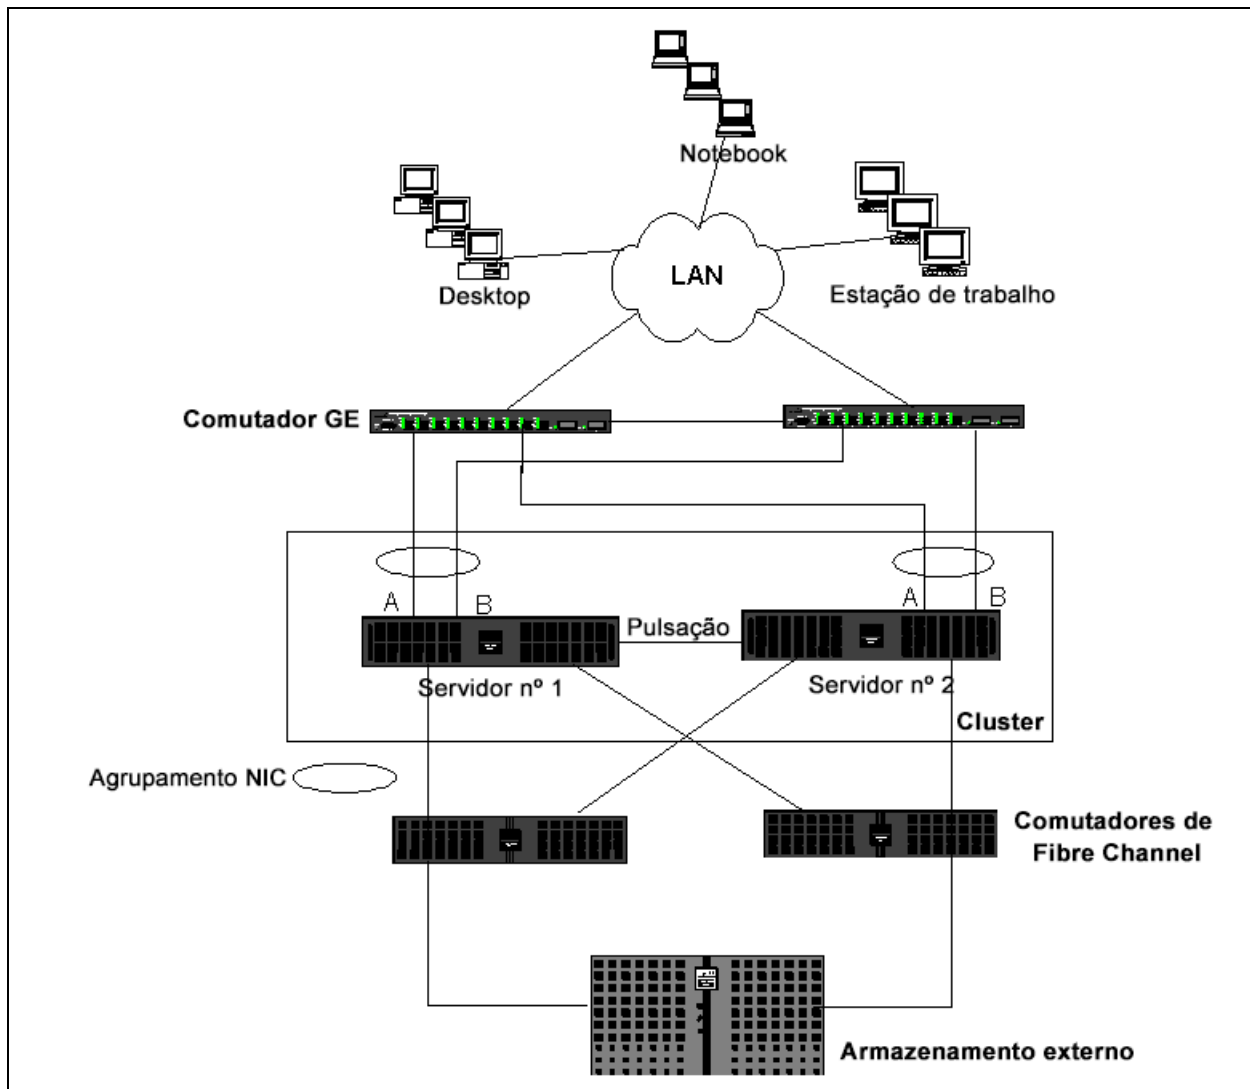 Notebook
Desktop
LAN
Estação de trabalho
Comutador GE
A
B
A
B
Pulsação
Servidor nº 1
Servidor nº 2
Cluster
Agrupamento NIC
Comutadores de
Fibre Channel
Armazenamento externo